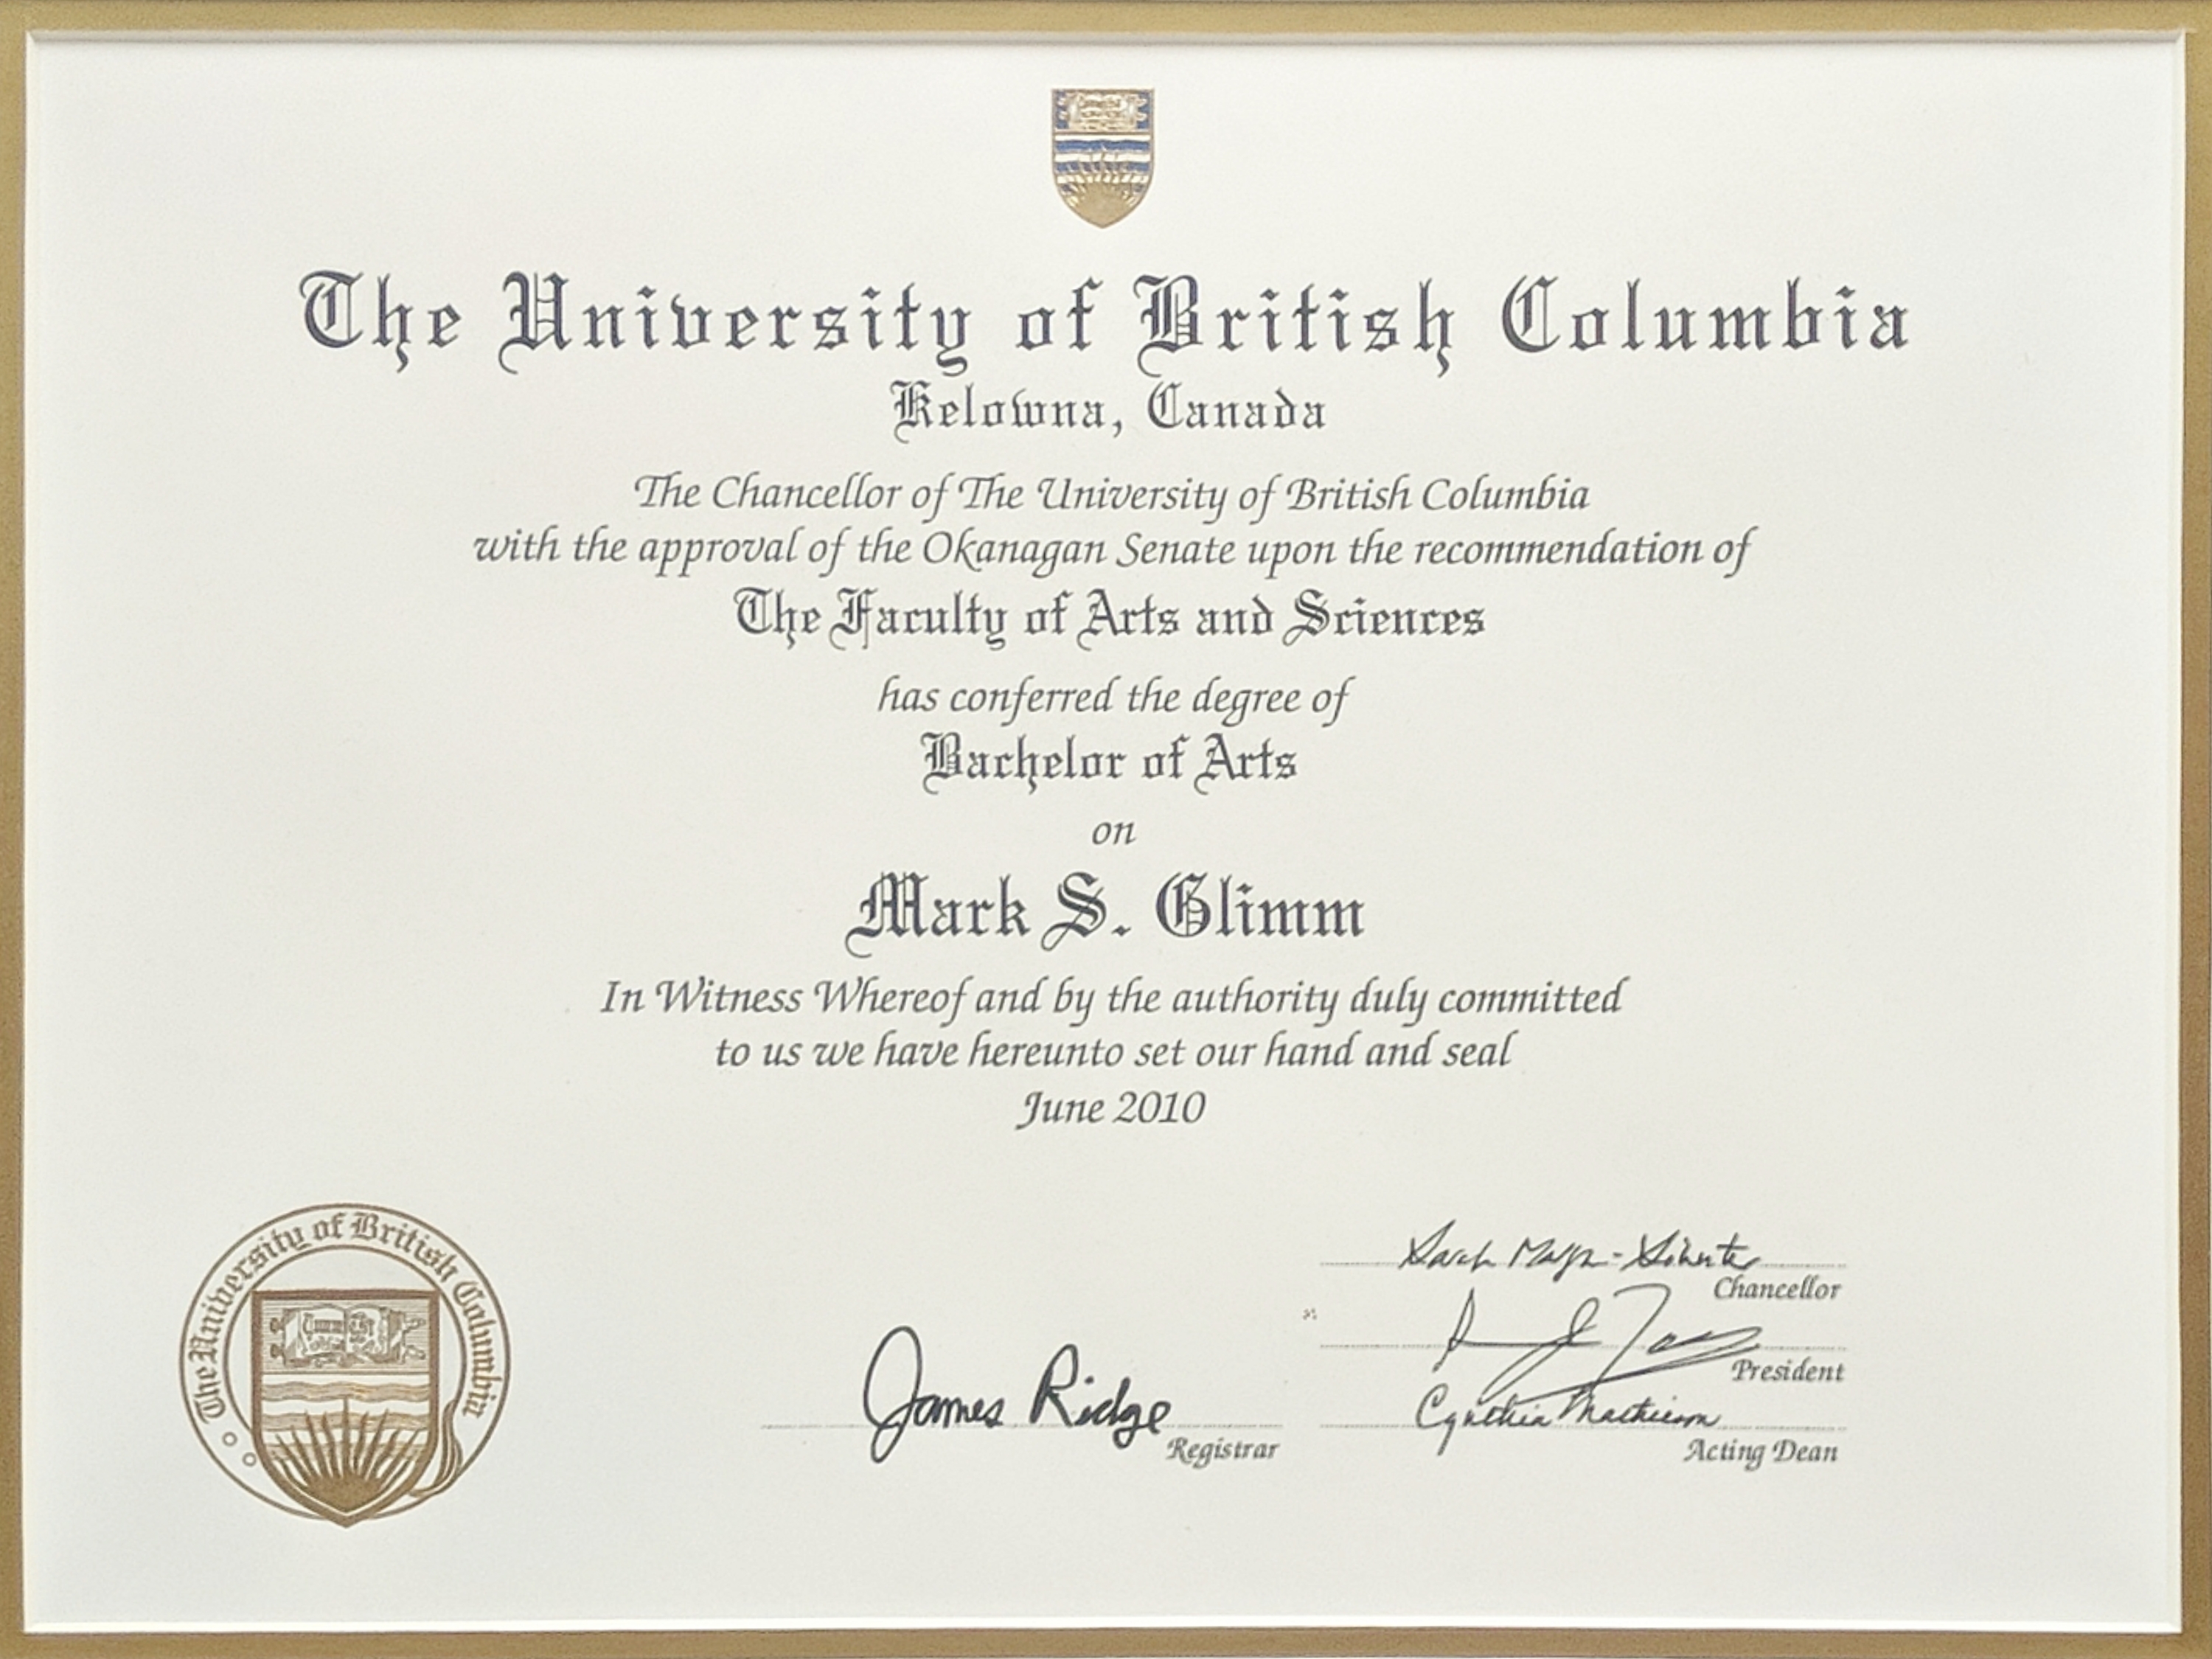 The University of British Columbia
Kelowna, Canada
The Chancellor of The University of British Columbia
with the approval of the Okanagan Senate upon the recommendation of
The Faculty of Arts and Sciences
has conferred the degree of
Bachelor of Arts
on
Mark S. Glimm
In Witness Whereof and by the authority duly committed
to us we have hereunto set our hand and seal
June 2010
The University of British Columbia
James Ridge
Registrar
Chancellor
President
Cynthia Mathieson
Acting Dean